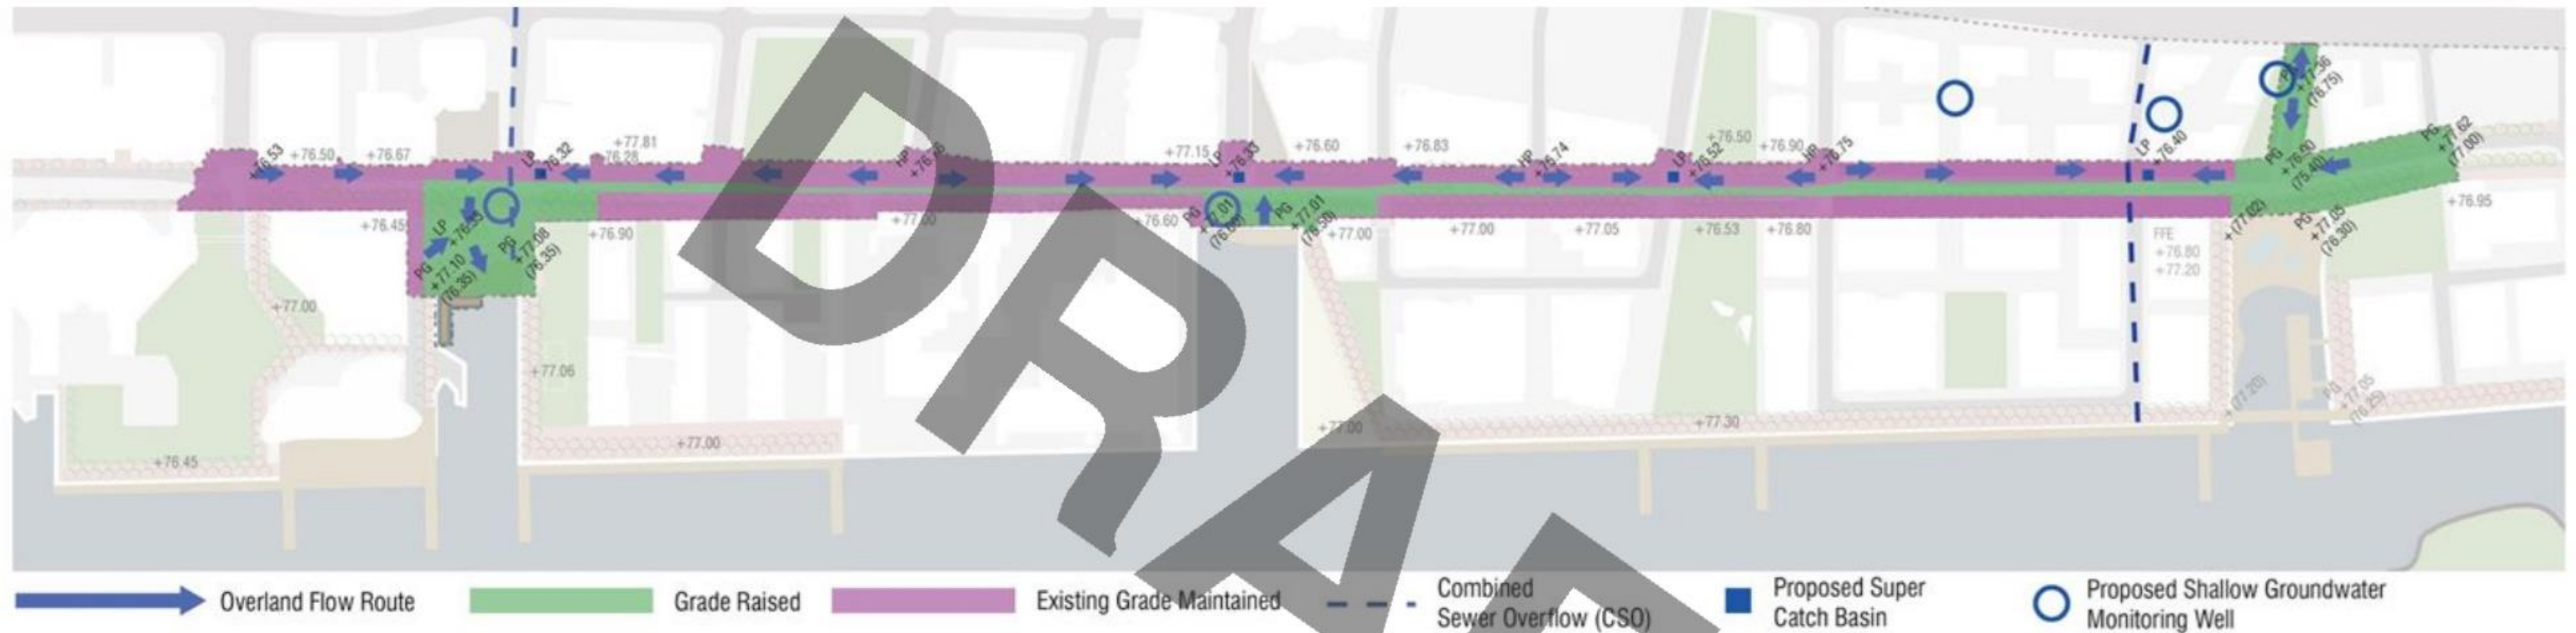 +77.81
76.28
+76.53
+76.50
+76.67
LP
+76.32
HP
+77.15
LP
+76.33
+76.60
+76.83
HP
+76.74
LP
+76.52
+76.50
+76.90
HP
+76.75
LP
+76.40
PG
+77.36
(76.75)
PG
+76.90
(75.40)
PG
+77.62
(77.00)
+76.45
LP
PG
+77.10
(76.35)
PG
+77.08
(76.35)
+76.90
+77.00
+76.60
PG
+77.01
PG
+77.01
(76.50)
+77.00
+77.00
+77.05
+76.53
+76.80
FFE
+76.80
+77.20
+(77.02)
PG
+77.05
(76.30)
+76.95
+77.00
+77.06
+76.45
+77.00
+77.00
+77.30
+(77.20)
PG
+77.05
(76.25)
DRAF
Overland Flow Route
Grade Raised
Existing Grade Maintained
Combined
Sewer Overflow (CSO)
Proposed Super
Catch Basin
Proposed Shallow Groundwater
Monitoring Well